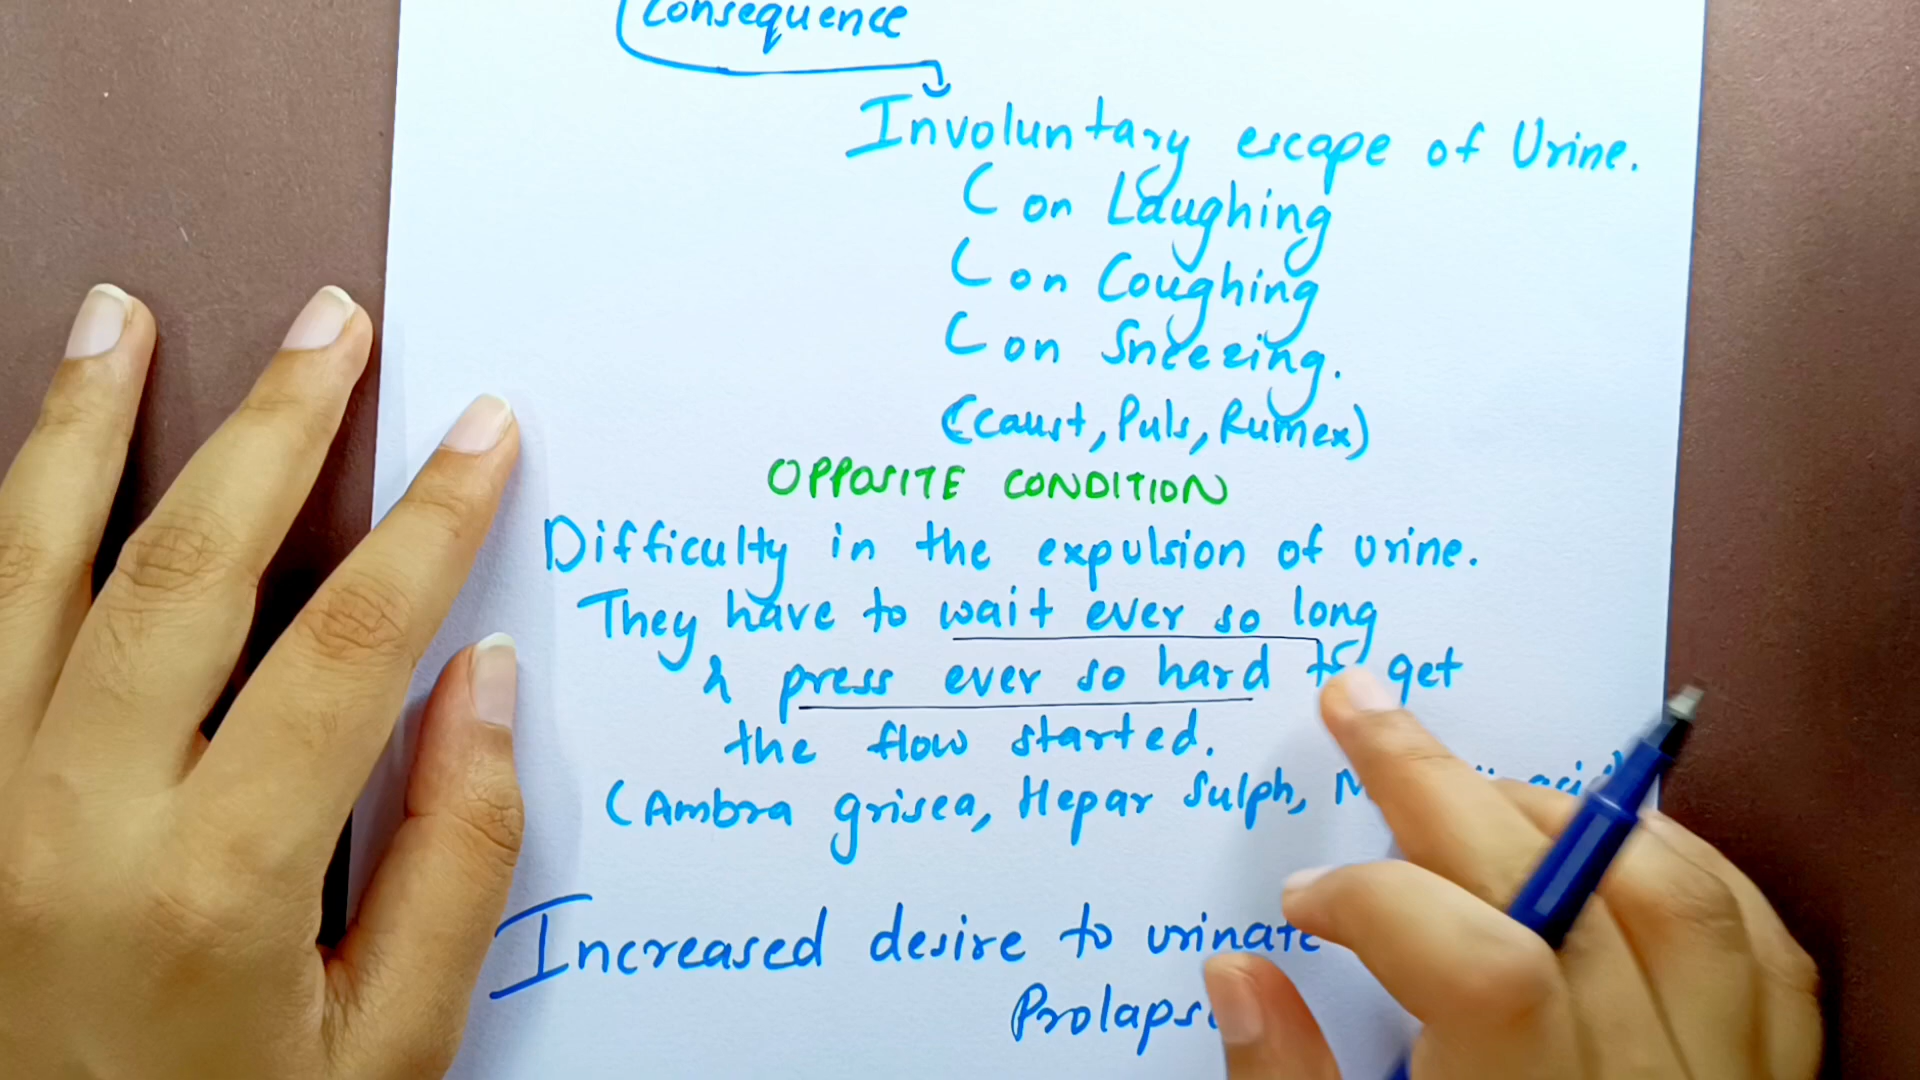 Consequence
Involuntary escape of Urine.
on Laughing
on Coughing
on Sneezing.
(Caust, Puls, Rumex)
OPPOSITE CONDITION
Difficulty in the expulsion of urine.
They have to wait ever so long
& press ever so hard to get
the flow started.
(Ambra grisea, Hepar Sulph,
Increased desire to urinate